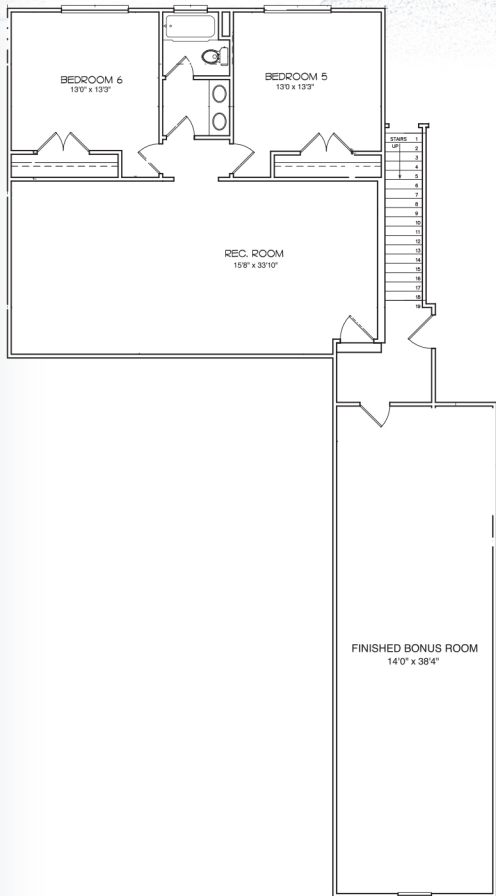 BEDROOM 6
13'0" x 13'3"
BEDROOM 5
13'0 x 13'3"
STAIRS 1
UP 2
3
4
5
6
7
8
9
10
11
12
13
14
15
16
17
18
19
REC. ROOM
15'8" x 33'10"
FINISHED BONUS ROOM
14'0" x 38'4"